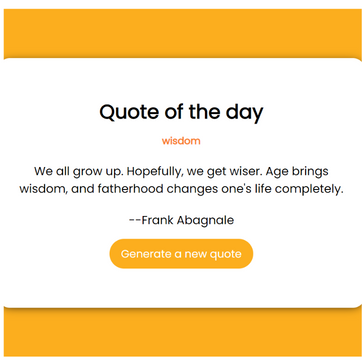 Quote of the day
wisdom
We all grow up. Hopefully, we get wiser. Age brings
wisdom, and fatherhood changes one's life completely.
--Frank Abagnale
Generate a new quote